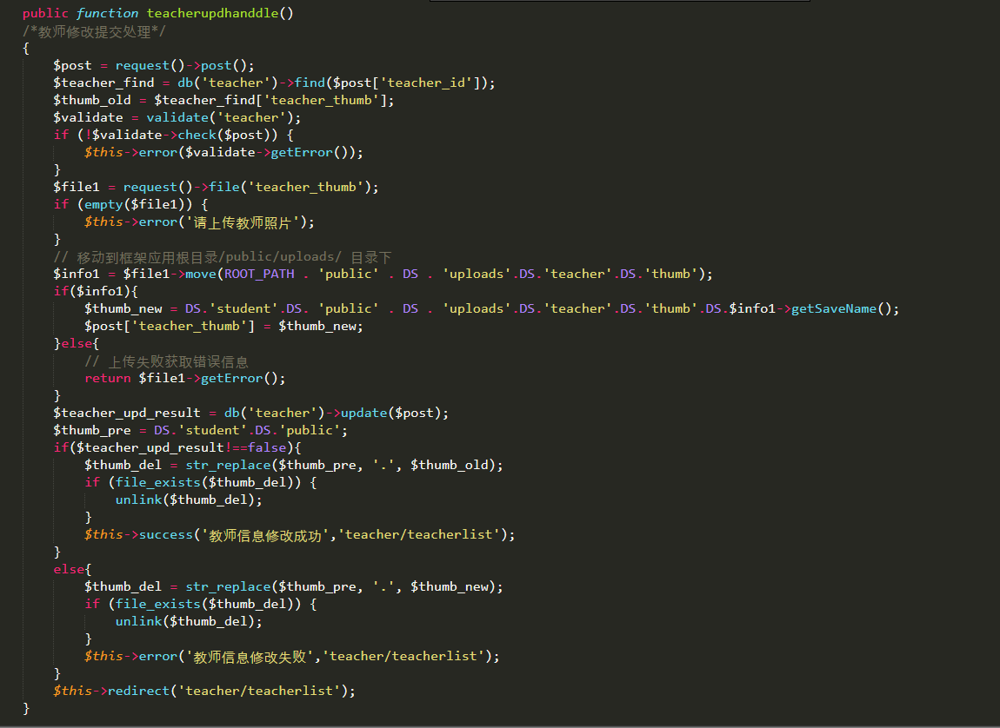 public function teacherupdhanddle()
/*教师修改提交处理*/
{
$post = request()->post();
$teacher_find = db('teacher')->find($post['teacher_id']);
$thumb_old = $teacher_find['teacher_thumb'];
$validate = validate('teacher');
if (!$validate->check($post)) {
$this->error($validate->getError());
}
$file1 = request()->file('teacher_thumb');
if (empty($file1)) {
$this->error('请上传教师照片');
}
// 移动到框架应用根目录/public/uploads/ 目录下
$info1 = $file1->move(ROOT_PATH . 'public' . DS . 'uploads'.DS.'teacher'.DS.'thumb');
if($info1){
$thumb_new = DS.'student'.DS. 'public' . DS . 'uploads'.DS.'teacher'.DS.'thumb'.DS.$info1->getSaveName();
$post['teacher_thumb'] = $thumb_new;
}else{
// 上传失败获取错误信息
return $file1->getError();
}
$teacher_upd_result = db('teacher')->update($post);
$thumb_pre = DS.'student'.DS.'public';
if($teacher_upd_result!==false){
$thumb_del = str_replace($thumb_pre, '.', $thumb_old);
if (file_exists($thumb_del)) {
unlink($thumb_del);
}
$this->success('教师信息修改成功','teacher/teacherlist');
}
else{
$thumb_del = str_replace($thumb_pre, '.', $thumb_new);
if (file_exists($thumb_del)) {
unlink($thumb_del);
}
$this->error('教师信息修改失败','teacher/teacherlist');
}
$this->redirect('teacher/teacherlist');
}